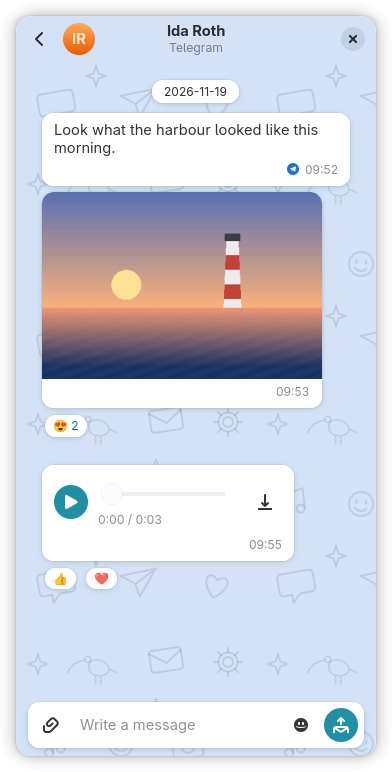 Ida Roth
IR
Telegram
2026-11-19
Look what the harbour looked like this
morning.
09:52
09:53
😍 2
0:00 / 0:03
09:55
👍 ❤️
Write a message